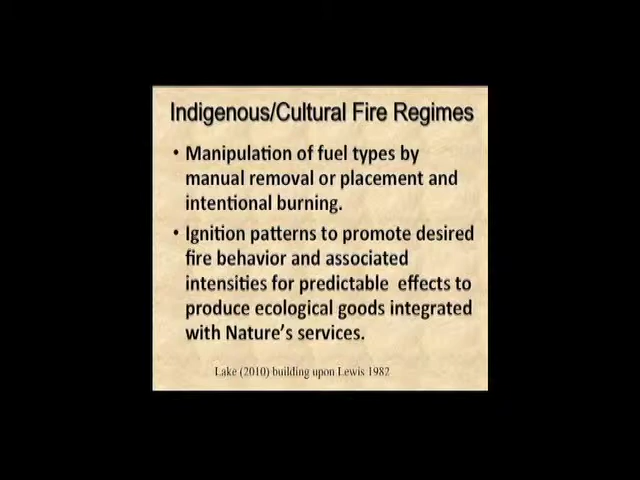 Indigenous/Cultural Fire Regimes
• Manipulation of fuel types by
manual removal or placement and
intentional burning.
• Ignition patterns to promote desired
fire behavior and associated
intensities for predictable effects to
produce ecological goods integrated
with Nature's services.
Lake (2010) building upon Lewis 1982